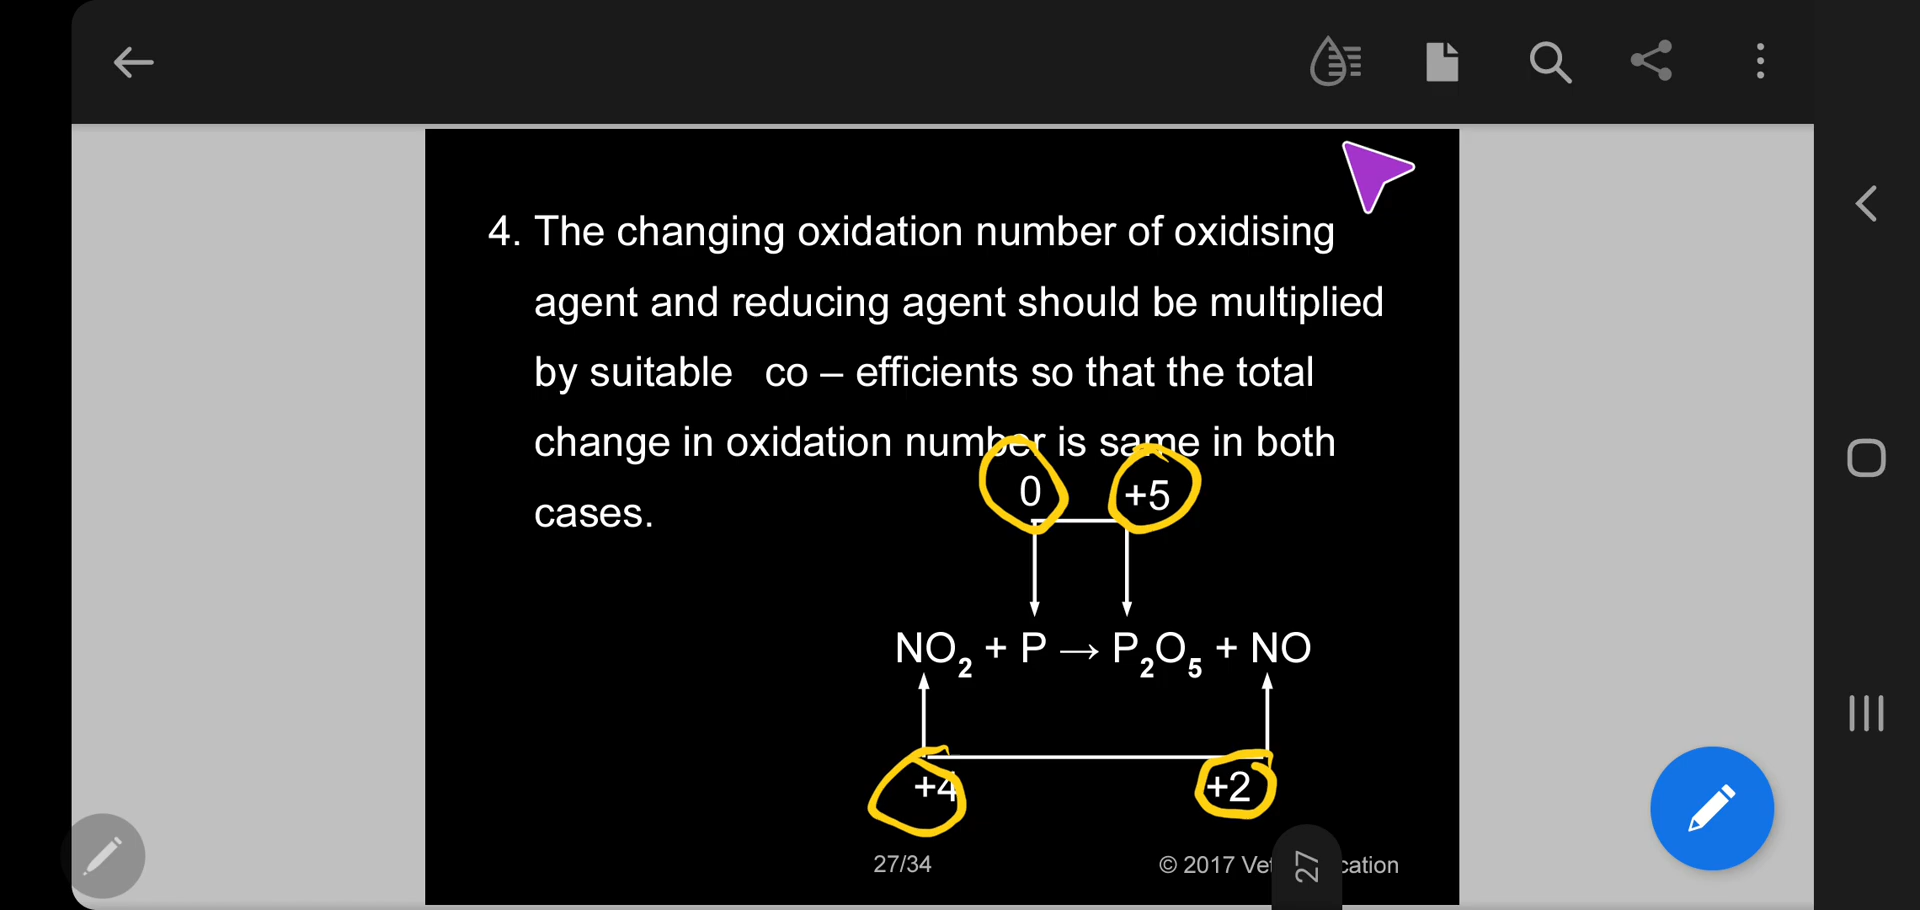 4. The changing oxidation number of oxidising
agent and reducing agent should be multiplied
by suitable co – efficients so that the total
change in oxidation number is same in both
cases.
0 +5
NO₂ + P → P₂O₅ + NO
+4 +2
27/34
© 2017
27